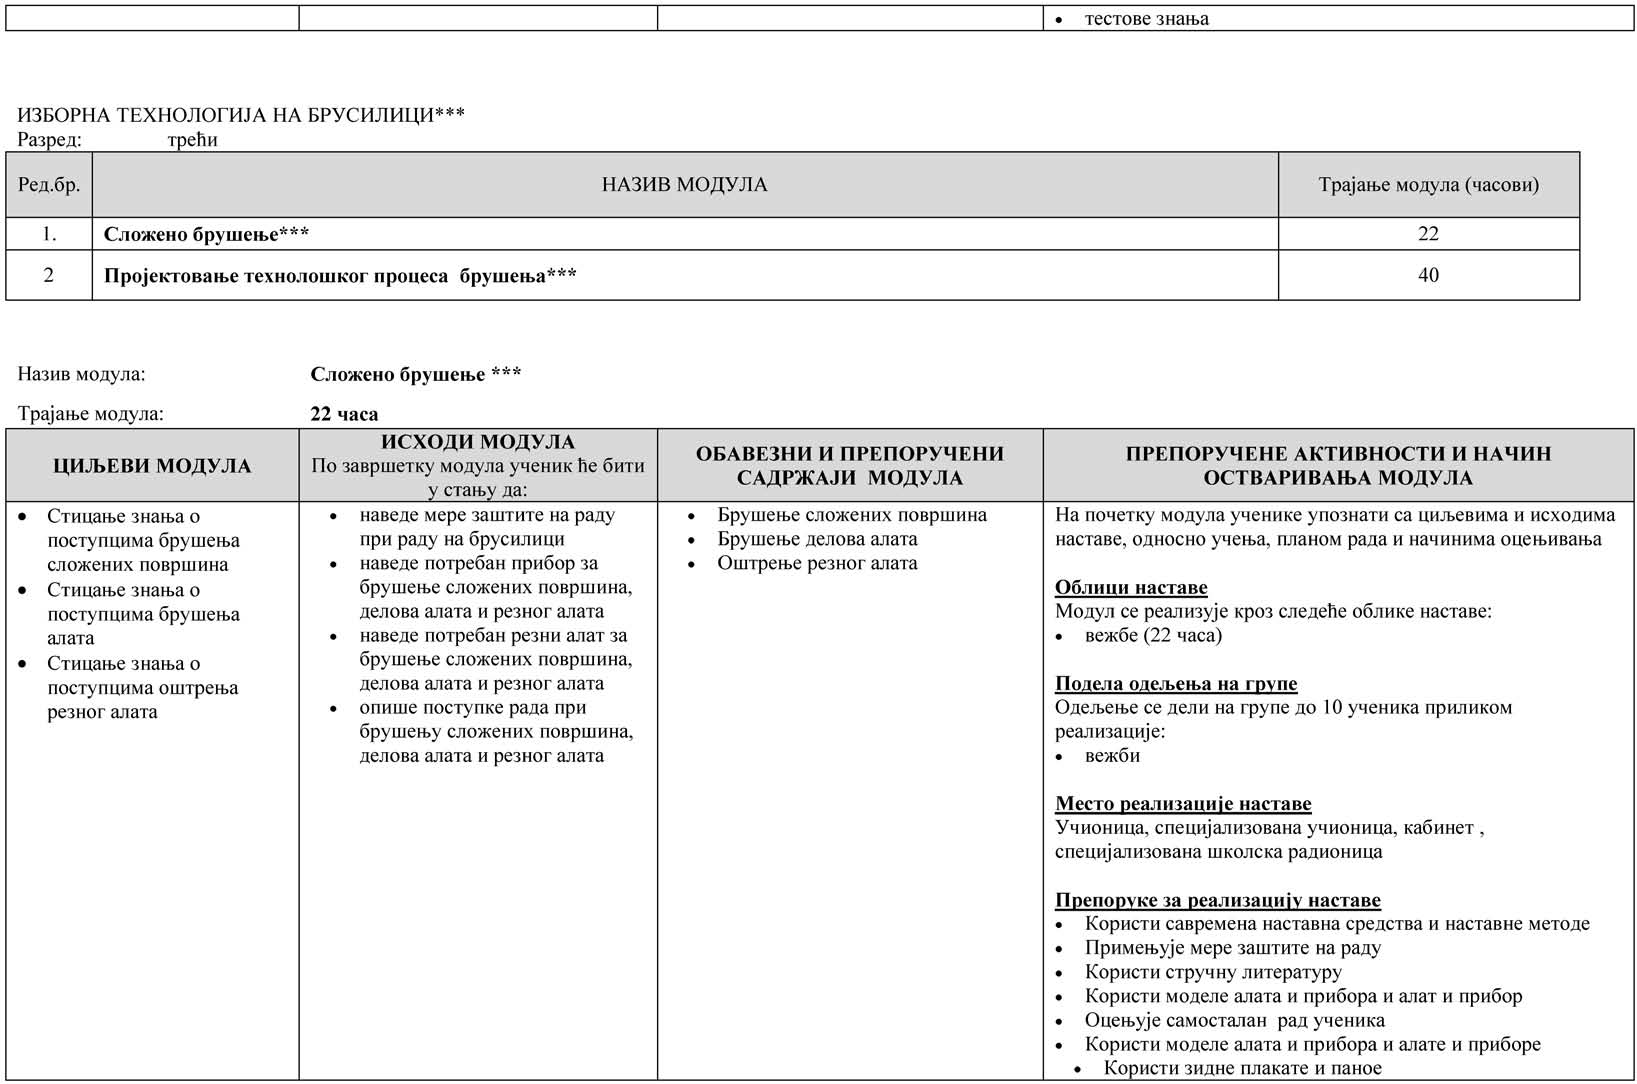 • тестове знања
ИЗБОРНА ТЕХНОЛОГИЈА НА БРУСИЛИЦИ***
Разред: трећи
Ред.бр. НАЗИВ МОДУЛА Трајање модула (часови)
1. Сложено брушење*** 22
2 Пројектовање технолошког процеса брушења*** 40
Назив модула: Сложено брушење ***
Трајање модула: 22 часа
ЦИЉЕВИ МОДУЛА
ИСХОДИ МОДУЛА
По завршетку модула ученик ће бити
у стању да:
ОБАВЕЗНИ И ПРЕПОРУЧЕНИ
САДРЖАЈИ МОДУЛА
ПРЕПОРУЧЕНЕ АКТИВНОСТИ И НАЧИН
ОСТВАРИВАЊА МОДУЛА
• Стицање знања о
поступцима брушења
сложених површина
• Стицање знања о
поступцима брушења
алата
• Стицање знања о
поступцима оштрења
резног алата
• наведе мере заштите на раду
при раду на брусилици
• наведе потребан прибор за
брушење сложених површина,
делова алата и резног алата
• наведе потребан резни алат за
брушење сложених површина,
делова алата и резног алата
• опише поступке рада при
брушењу сложених површина,
делова алата и резног алата
• Брушење сложених површина
• Брушење делова алата
• Оштрење резног алата
На почетку модула ученике упознати са циљевима и исходима
наставе, односно учења, планом рада и начинима оцењивања
Облици наставе
Модул се реализује кроз следеће облике наставе:
• вежбе (22 часа)
Подела одељења на групе
Одељење се дели на групе до 10 ученика приликом
реализације:
• вежби
Место реализације наставе
Учионица, специјализована учионица, кабинет ,
специјализована школска радионица
Препоруке за реализацију наставе
• Користи савремена наставна средства и наставне методе
• Примењује мере заштите на раду
• Користи стручну литературу
• Користи моделе алата и прибора и алат и прибор
• Оцењује самосталан рад ученика
• Користи моделе алата и прибора и алате и приборе
• Користи зидне плакате и паное